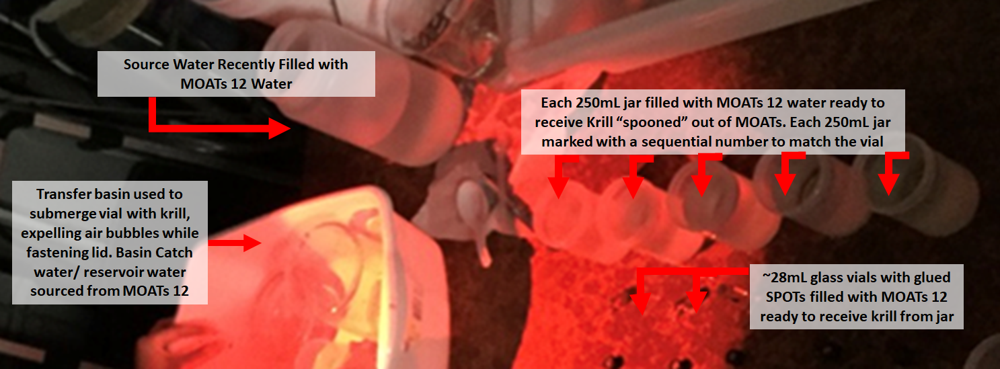 Source Water Recently Filled with
MOATs 12 Water
Each 250mL jar filled with MOATs 12 water ready to
receive Krill “spooned” out of MOATs. Each 250mL jar
marked with a sequential number to match the vial
Transfer basin used to
submerge vial with krill,
expelling air bubbles while
fastening lid. Basin Catch
water/ reservoir water
sourced from MOATs 12
~28mL glass vials with glued
SPOTs filled with MOATs 12
ready to receive krill from jar